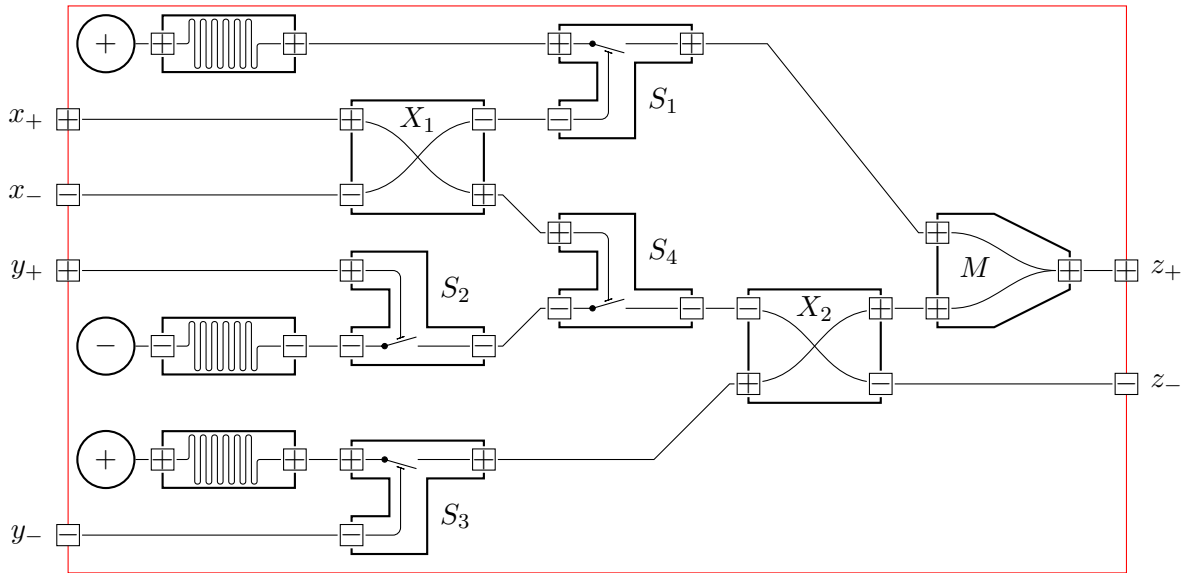 + + + + +
x₊ + + X₁ − − S₁
x₋ − − +
+ S₄ +
y₊ + + S₂ M + + z₊
− − − − − − − − X₂ + +
+ − − z₋
+ + + + +
y₋ − − S₃